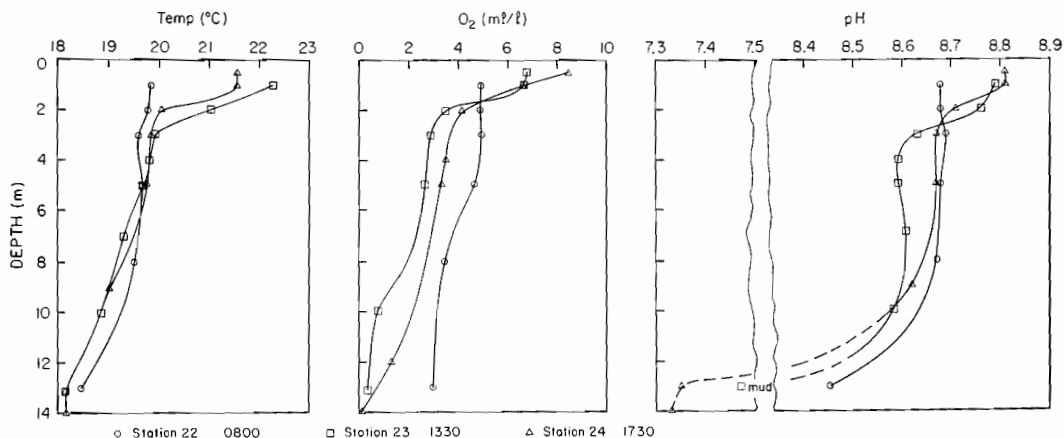 Temp (°C)
18 19 20 21 22 23
O₂ (mℓ/ℓ)
0 2 4 6 8 10
pH
7.3 7.4 7.5 8.4 8.5 8.6 8.7 8.8 8.9
DEPTH (m)
0
2
4
6
8
10
12
14
mud
○ Station 22 0800
□ Station 23 1330
△ Station 24 1730